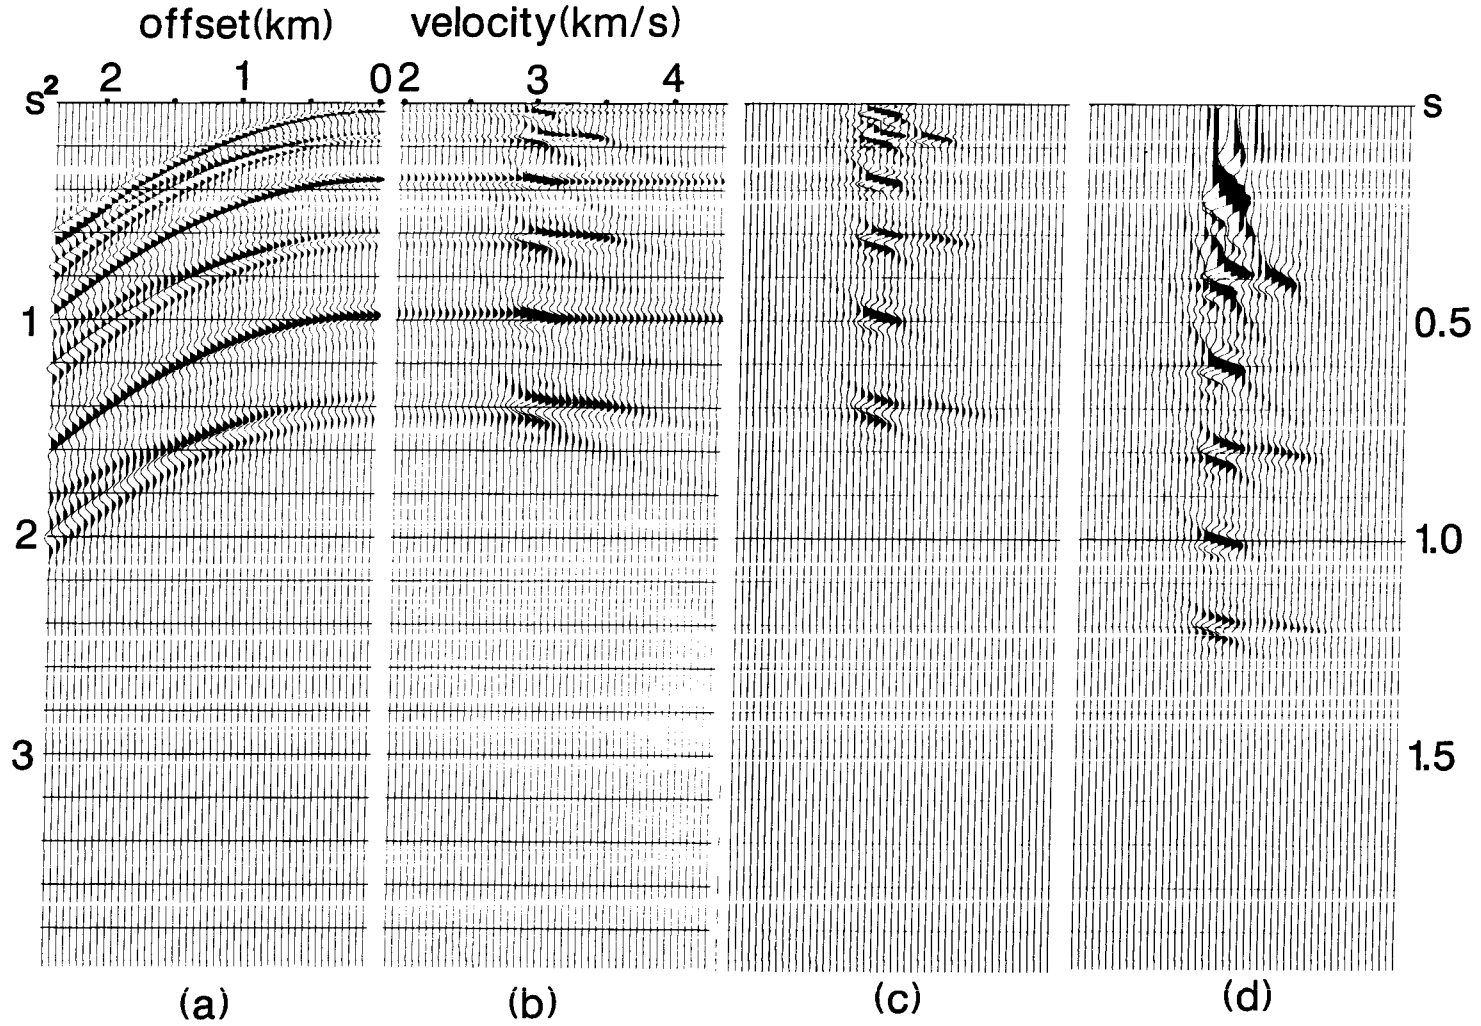 offset(km) velocity(km/s)
s² 2 1 0 2 3 4 s
1 0.5
2 1.0
3 1.5
(a) (b) (c) (d)